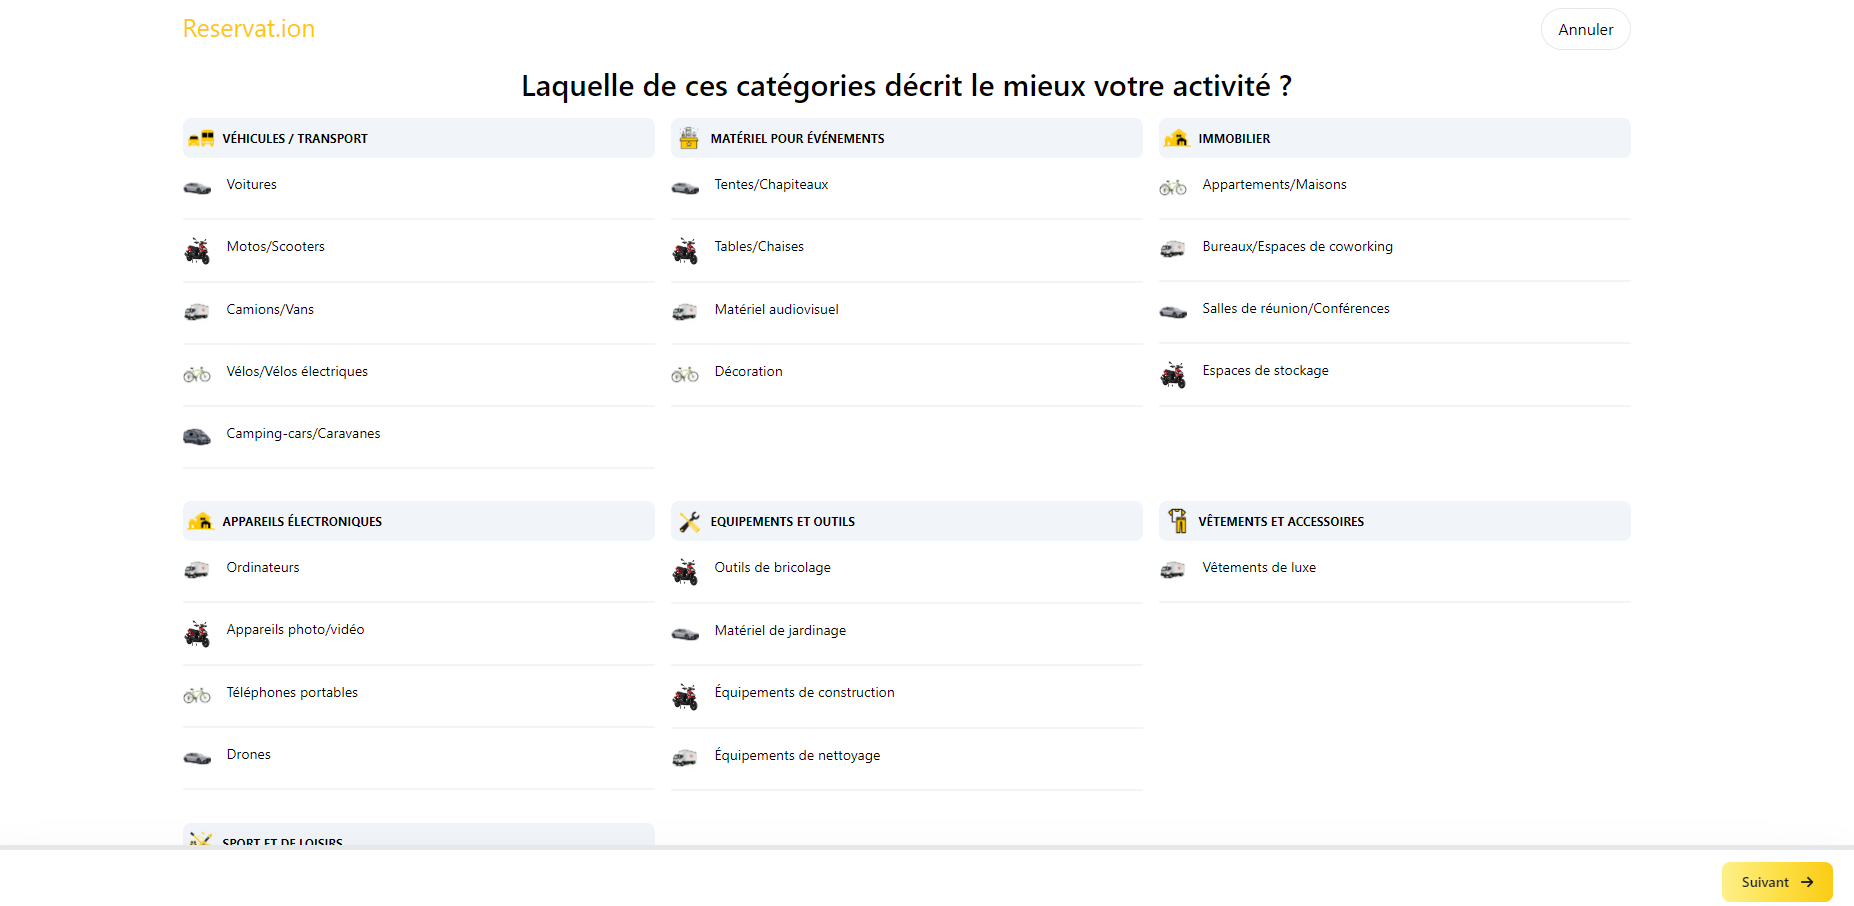 Reservat.ion
Annuler
Laquelle de ces catégories décrit le mieux votre activité ?
VÉHICULES / TRANSPORT
Voitures
Motos/Scooters
Camions/Vans
Vélos/Vélos électriques
Camping-cars/Caravanes
MATÉRIEL POUR ÉVÉNEMENTS
Tentes/Chapiteaux
Tables/Chaises
Matériel audiovisuel
Décoration
IMMOBILIER
Appartements/Maisons
Bureaux/Espaces de coworking
Salles de réunion/Conférences
Espaces de stockage
APPAREILS ÉLECTRONIQUES
Ordinateurs
Appareils photo/vidéo
Téléphones portables
Drones
EQUIPEMENTS ET OUTILS
Outils de bricolage
Matériel de jardinage
Équipements de construction
Équipements de nettoyage
VÊTEMENTS ET ACCESSOIRES
Vêtements de luxe
SPORT ET DE LOISIRS
Suivant